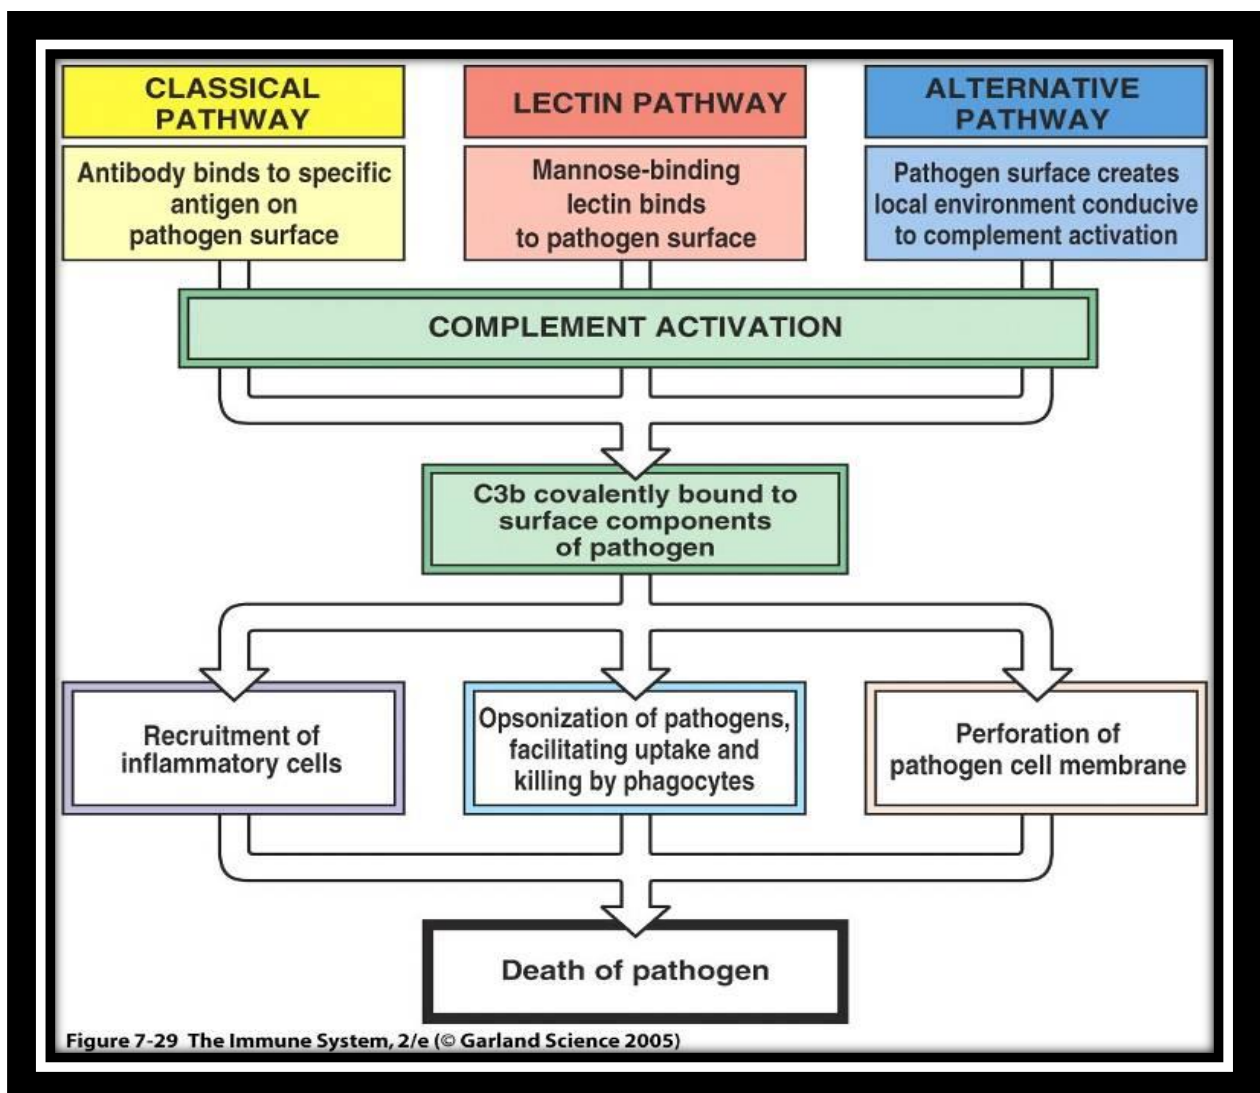 CLASSICAL
PATHWAY
Antibody binds to specific
antigen on
pathogen surface
LECTIN PATHWAY
Mannose-binding
lectin binds
to pathogen surface
ALTERNATIVE
PATHWAY
Pathogen surface creates
local environment conducive
to complement activation
COMPLEMENT ACTIVATION
C3b covalently bound to
surface components
of pathogen
Recruitment of
inflammatory cells
Opsonization of pathogens,
facilitating uptake and
killing by phagocytes
Perforation of
pathogen cell membrane
Death of pathogen
Figure 7-29 The Immune System, 2/e (© Garland Science 2005)